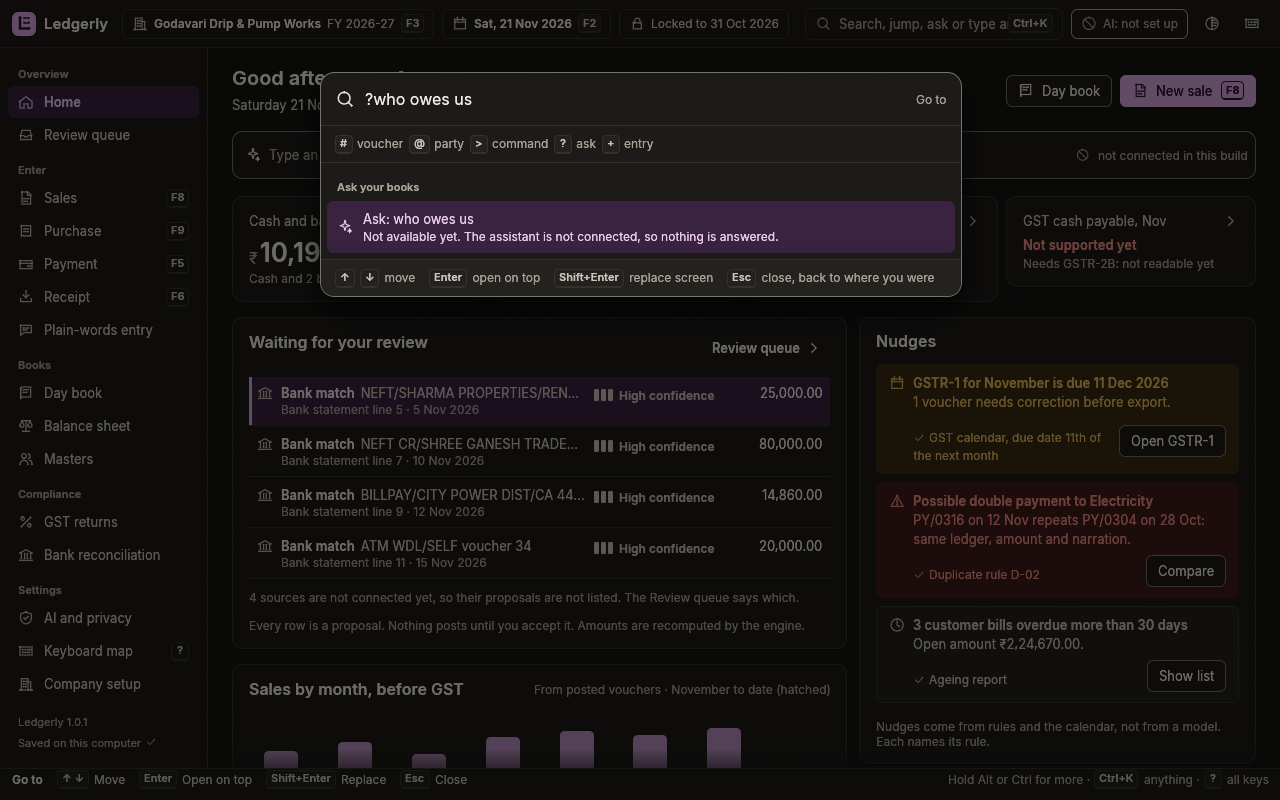 Ledgerly
Godavari Drip & Pump Works FY 2026-27 F3
Sat, 21 Nov 2026 F2
Locked to 31 Oct 2026
Search, jump, ask or type a Ctrl+K
AI: not set up
Overview
Home
Review queue
Enter
Sales F8
Purchase F9
Payment F5
Receipt F6
Plain-words entry
Books
Day book
Balance sheet
Masters
Compliance
GST returns
Bank reconciliation
Settings
AI and privacy
Keyboard map ?
Company setup
Ledgerly 1.0.1
Saved on this computer
Good afte
Saturday 21 No
Day book
New sale F8
Type an
not connected in this build
?who owes us
Go to
# voucher @ party > command ? ask + entry
Ask your books
Ask: who owes us
Not available yet. The assistant is not connected, so nothing is answered.
↑ ↓ move Enter open on top Shift+Enter replace screen Esc close, back to where you were
Cash and ba
₹10,19
Cash and 2 b
GST cash payable, Nov
Not supported yet
Needs GSTR-2B: not readable yet
Waiting for your review
Review queue
Bank match NEFT/SHARMA PROPERTIES/REN... High confidence 25,000.00
Bank statement line 5 · 5 Nov 2026
Bank match NEFT CR/SHREE GANESH TRADE... High confidence 80,000.00
Bank statement line 7 · 10 Nov 2026
Bank match BILLPAY/CITY POWER DIST/CA 44... High confidence 14,860.00
Bank statement line 9 · 12 Nov 2026
Bank match ATM WDL/SELF voucher 34 High confidence 20,000.00
Bank statement line 11 · 15 Nov 2026
4 sources are not connected yet, so their proposals are not listed. The Review queue says which.
Every row is a proposal. Nothing posts until you accept it. Amounts are recomputed by the engine.
Sales by month, before GST
From posted vouchers · November to date (hatched)
Nudges
GSTR-1 for November is due 11 Dec 2026
1 voucher needs correction before export.
✓ GST calendar, due date 11th of
the next month
Open GSTR-1
Possible double payment to Electricity
PY/0316 on 12 Nov repeats PY/0304 on 28 Oct:
same ledger, amount and narration.
✓ Duplicate rule D-02
Compare
3 customer bills overdue more than 30 days
Open amount ₹2,24,670.00.
✓ Ageing report
Show list
Nudges come from rules and the calendar, not from a model.
Each names its rule.
Go to ↑ ↓ Move Enter Open on top Shift+Enter Replace Esc Close
Hold Alt or Ctrl for more · Ctrl+K anything · ? all keys